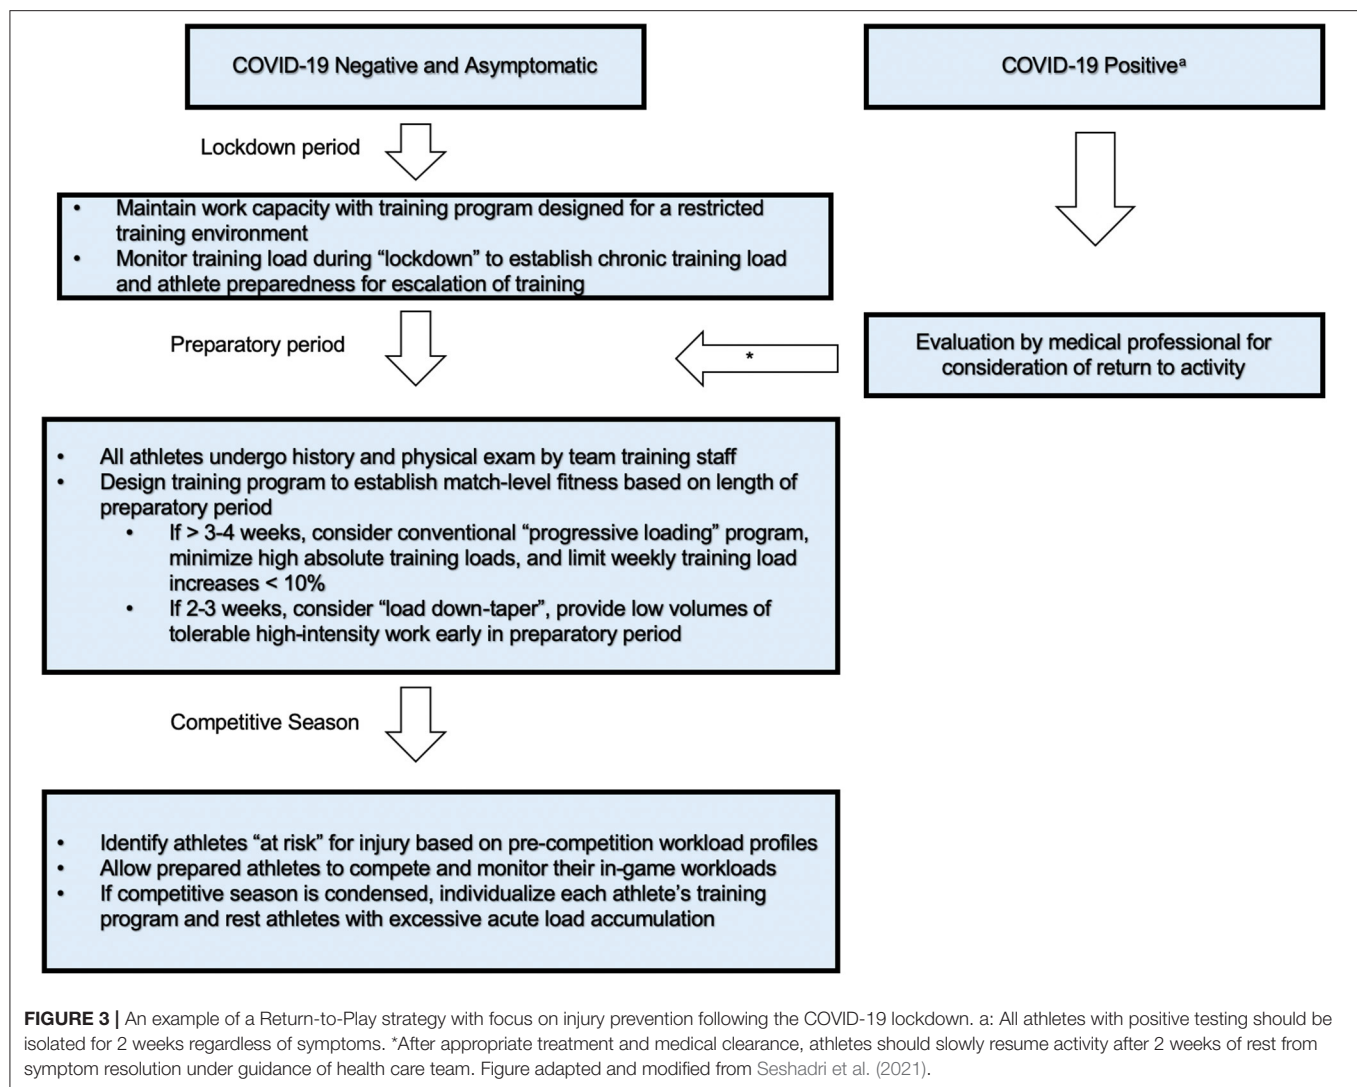 COVID-19 Negative and Asymptomatic
COVID-19 Positiveᵃ
Lockdown period
• Maintain work capacity with training program designed for a restricted
training environment
• Monitor training load during “lockdown” to establish chronic training load
and athlete preparedness for escalation of training
Preparatory period
*
Evaluation by medical professional for
consideration of return to activity
• All athletes undergo history and physical exam by team training staff
• Design training program to establish match-level fitness based on length of
preparatory period
• If > 3-4 weeks, consider conventional “progressive loading” program,
minimize high absolute training loads, and limit weekly training load
increases < 10%
• If 2-3 weeks, consider “load down-taper”, provide low volumes of
tolerable high-intensity work early in preparatory period
Competitive Season
• Identify athletes “at risk” for injury based on pre-competition workload profiles
• Allow prepared athletes to compete and monitor their in-game workloads
• If competitive season is condensed, individualize each athlete’s training
program and rest athletes with excessive acute load accumulation
FIGURE 3 | An example of a Return-to-Play strategy with focus on injury prevention following the COVID-19 lockdown. a: All athletes with positive testing should be
isolated for 2 weeks regardless of symptoms. *After appropriate treatment and medical clearance, athletes should slowly resume activity after 2 weeks of rest from
symptom resolution under guidance of health care team. Figure adapted and modified from Seshadri et al. (2021).